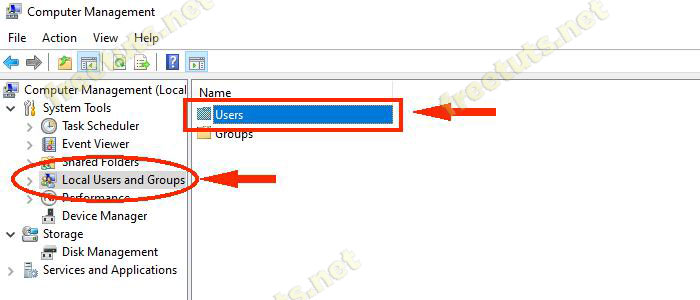 Computer Management
File Action View Help
Computer Management (Local
System Tools
Task Scheduler
Event Viewer
Shared Folders
Local Users and Groups
Performance
Device Manager
Storage
Disk Management
Services and Applications
Name
Users
Groups
freetuts.net
freetuts.net
freetuts.net
freetuts.net